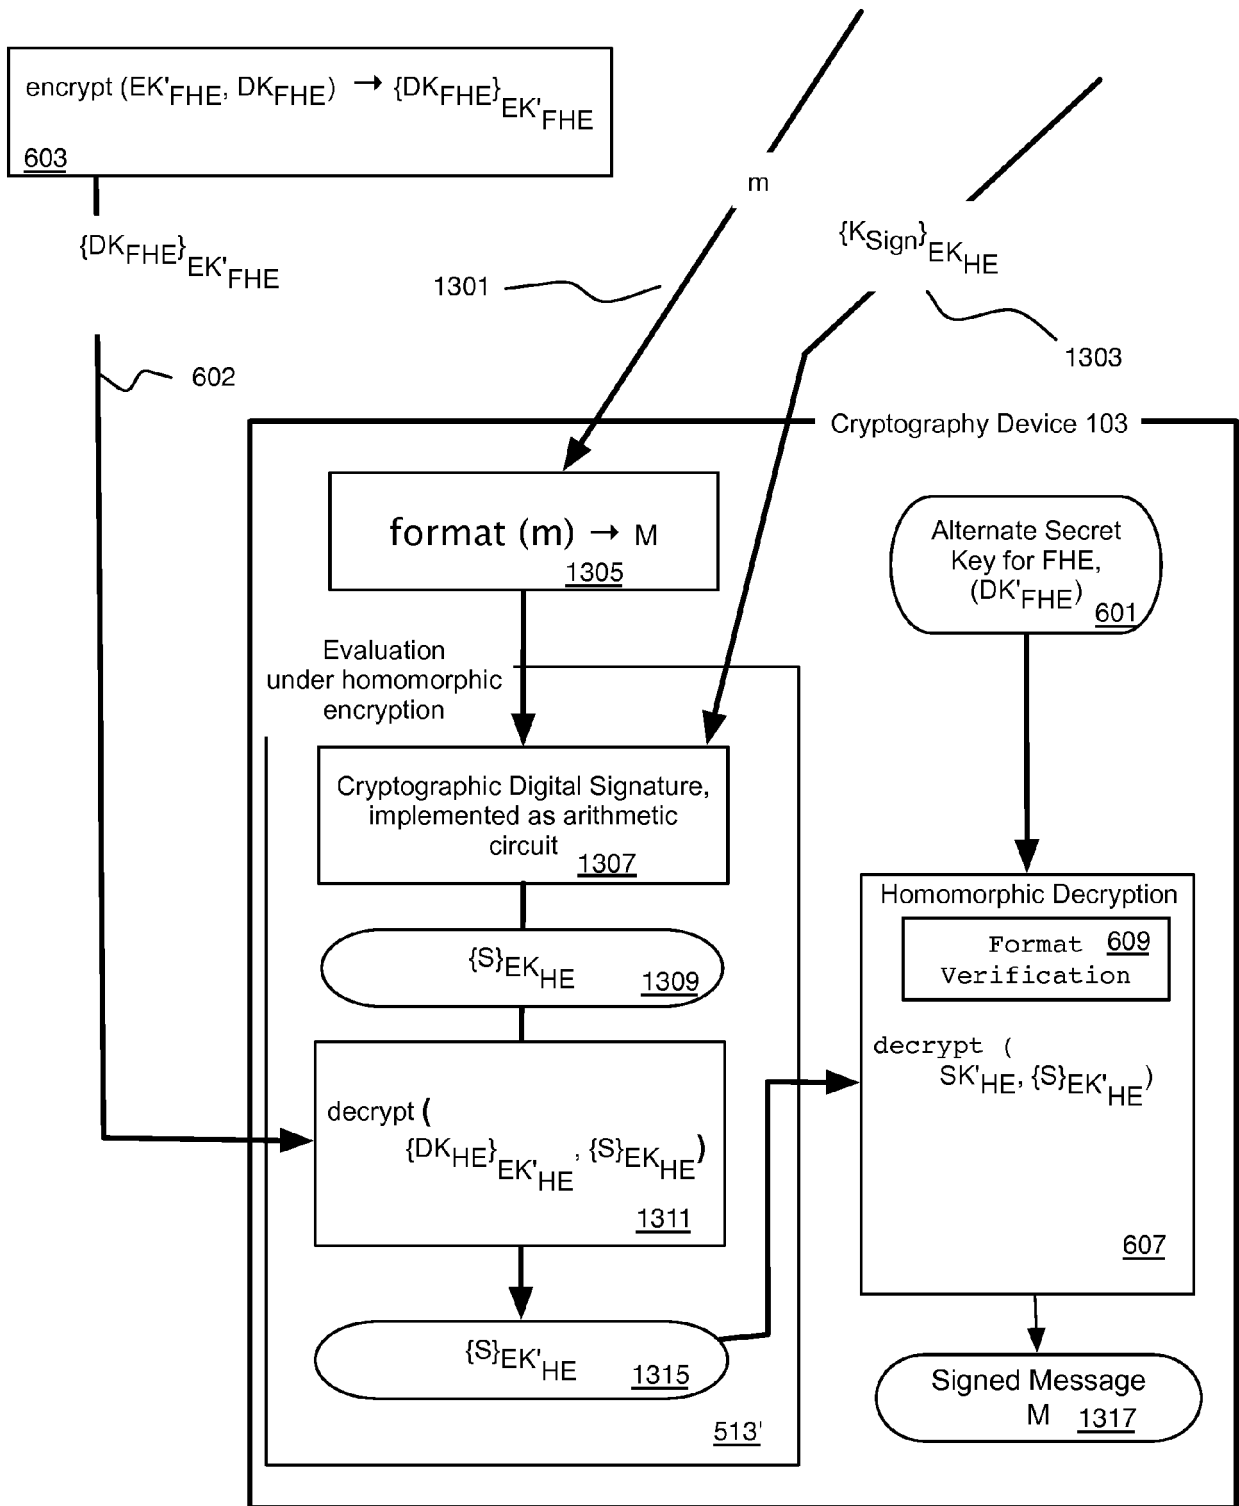 encrypt (EK'FHE, DKFHE) → {DKFHE}EK'FHE
603
{DKFHE}EK'FHE
602
m
1301
{KSign}EKHE
1303
Cryptography Device 103
format (m) → M
1305
Alternate Secret
Key for FHE,
(DK'FHE)
601
Evaluation
under homomorphic
encryption
Cryptographic Digital Signature,
implemented as arithmetic
circuit
1307
{S}EKHE
1309
decrypt (
{DKHE}EK'HE, {S}EKHE)
1311
{S}EK'HE
1315
513'
Homomorphic Decryption
Format 609
Verification
decrypt (
SK'HE, {S}EK'HE)
607
Signed Message
M 1317